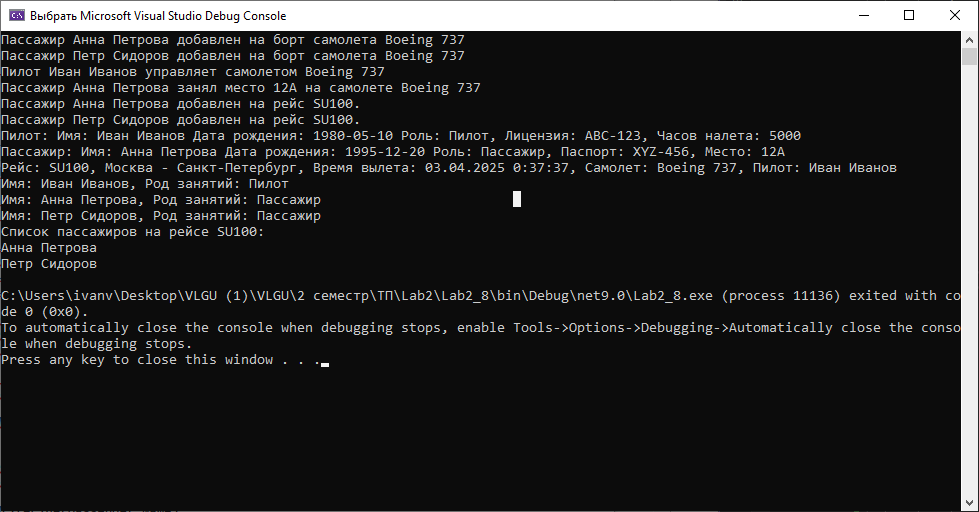 Выбрать Microsoft Visual Studio Debug Console
Пассажир Анна Петрова добавлен на борт самолета Boeing 737
Пассажир Петр Сидоров добавлен на борт самолета Boeing 737
Пилот Иван Иванов управляет самолетом Boeing 737
Пассажир Анна Петрова занял место 12A на самолете Boeing 737
Пассажир Анна Петрова добавлен на рейс SU100.
Пассажир Петр Сидоров добавлен на рейс SU100.
Пилот: Имя: Иван Иванов Дата рождения: 1980-05-10 Роль: Пилот, Лицензия: ABC-123, Часов налета: 5000
Пассажир: Имя: Анна Петрова Дата рождения: 1995-12-20 Роль: Пассажир, Паспорт: XYZ-456, Место: 12A
Рейс: SU100, Москва - Санкт-Петербург, Время вылета: 03.04.2025 0:37:37, Самолет: Boeing 737, Пилот: Иван Иванов
Имя: Иван Иванов, Род занятий: Пилот
Имя: Анна Петрова, Род занятий: Пассажир
Имя: Петр Сидоров, Род занятий: Пассажир
Список пассажиров на рейсе SU100:
Анна Петрова
Петр Сидоров
C:\Users\ivanv\Desktop\VLGU (1)\VLGU\2 семестр\ТП\Lab2\Lab2_8\bin\Debug\net9.0\Lab2_8.exe (process 11136) exited with co
de 0 (0x0).
To automatically close the console when debugging stops, enable Tools->Options->Debugging->Automatically close the conso
le when debugging stops.
Press any key to close this window . . .